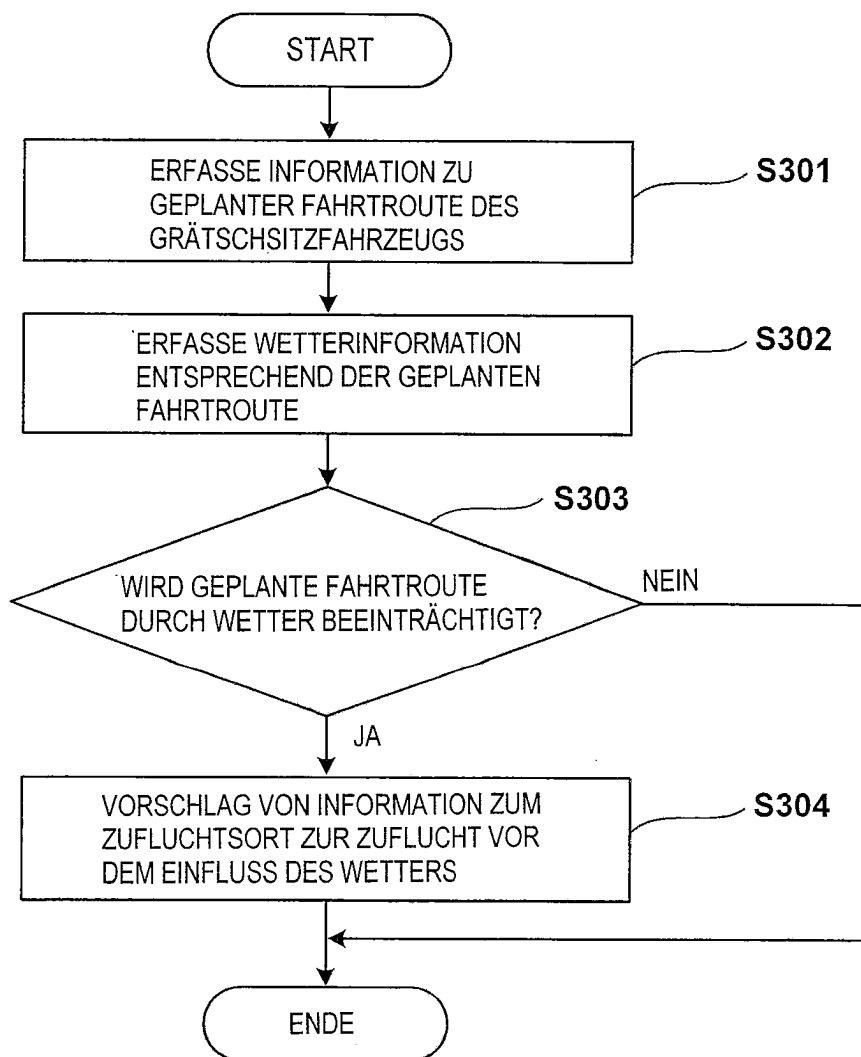 START
ERFASSE INFORMATION ZU
GEPLANTER FAHRTROUTE DES
GRÄTSCHSITZFAHRZEUGS
S301
ERFASSE WETTERINFORMATION
ENTSPRECHEND DER GEPLANTEN
FAHRTROUTE
S302
S303
WIRD GEPLANTE FAHRTROUTE
DURCH WETTER BEEINTRÄCHTIGT?
NEIN
JA
VORSCHLAG VON INFORMATION ZUM
ZUFLUCHTSORT ZUR ZUFLUCHT VOR
DEM EINFLUSS DES WETTERS
S304
ENDE